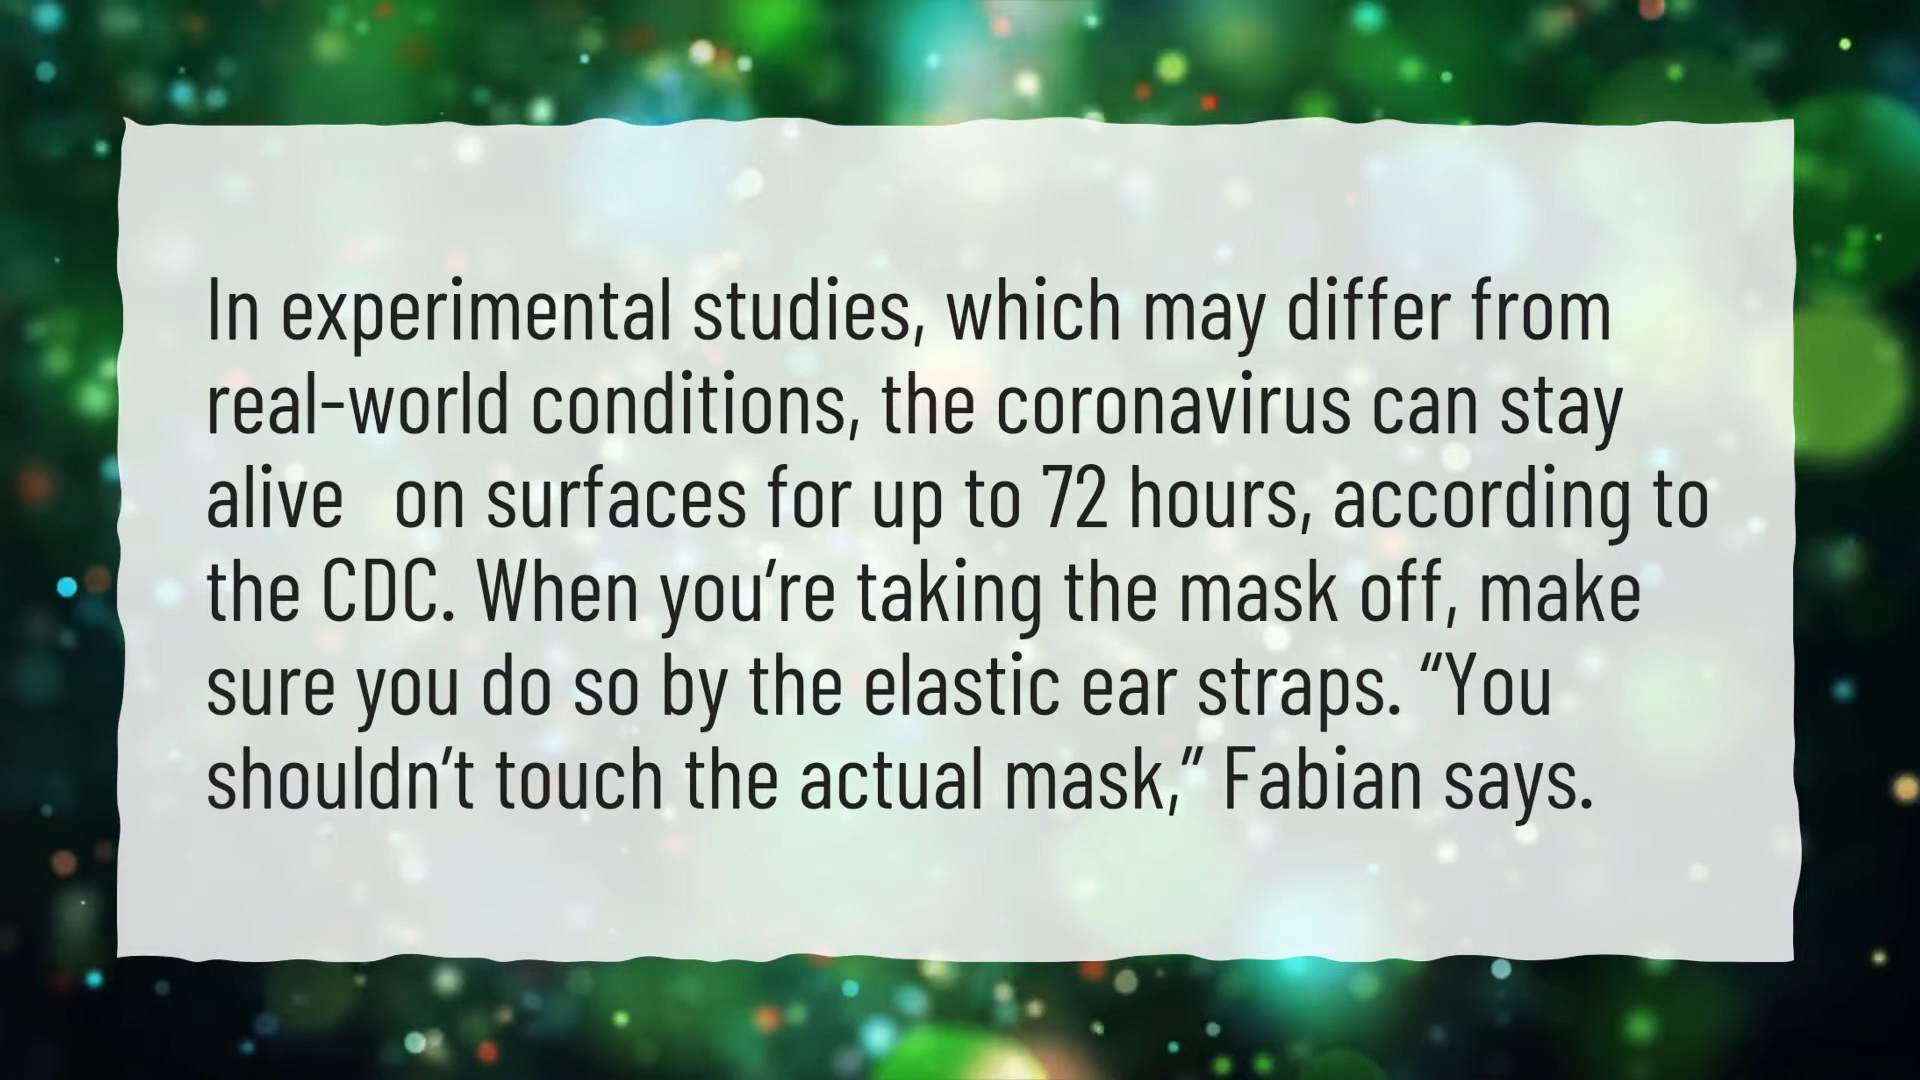 In experimental studies, which may differ from
real-world conditions, the coronavirus can stay
alive   on surfaces for up to 72 hours, according to
the CDC. When you’re taking the mask off, make
sure you do so by the elastic ear straps. “You
shouldn’t touch the actual mask,” Fabian says.